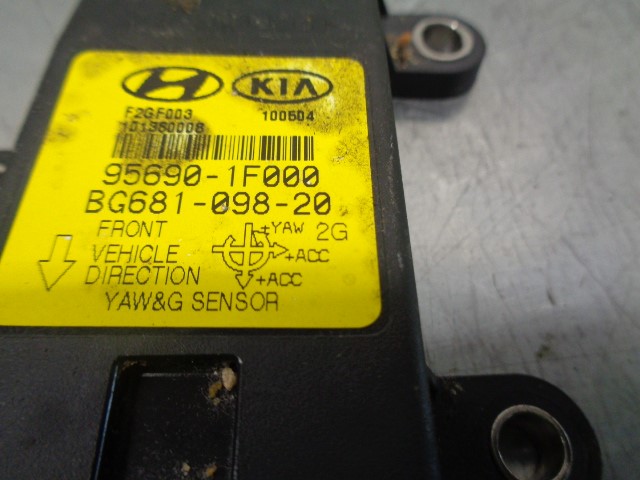 KIA
F2GF003 100504
101360008
95690-1F000
BG681-098-20
FRONT +YAW 2G
VEHICLE +ACC
DIRECTION +ACC
YAW&G SENSOR